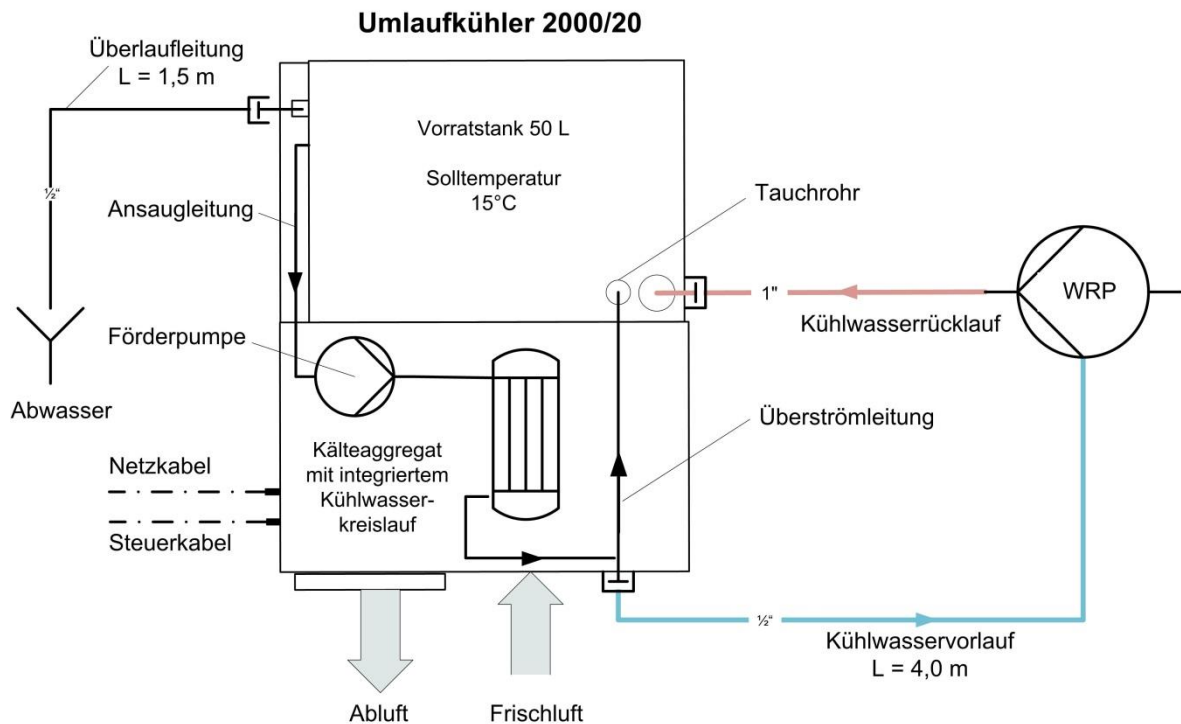 Umlaufkühler 2000/20
Überlaufleitung
L = 1,5 m
Vorratstank 50 L
Solltemperatur
15°C
½“
Ansaugleitung
Tauchrohr
1"
WRP
Kühlwasserrücklauf
Förderpumpe
Abwasser
Überströmleitung
Kälteaggregat
mit integriertem
Kühlwasser-
kreislauf
Netzkabel
Steuerkabel
½“
Kühlwasservorlauf
L = 4,0 m
Abluft
Frischluft